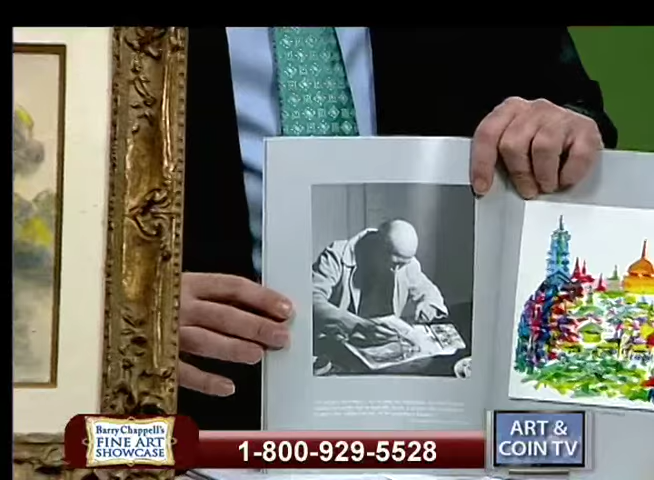 Barry Chappell's
FINE ART
SHOWCASE
1-800-929-5528
ART &
COIN TV